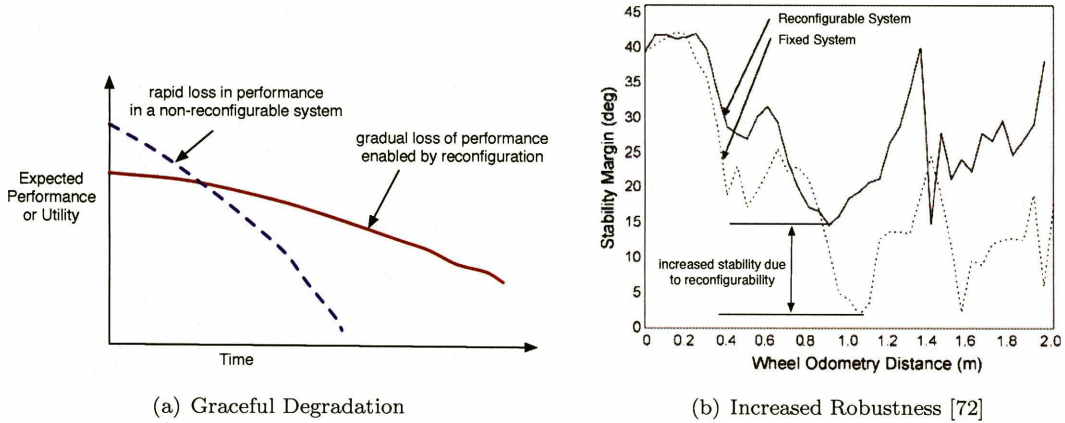 rapid loss in performance
in a non-reconfigurable system
gradual loss of performance
enabled by reconfiguration
Expected
Performance
or Utility
Time
(a) Graceful Degradation
45
40
35
30
25
20
15
10
5
0
Stability Margin (deg)
Reconfigurable System
Fixed System
increased stability due
to reconfigurability
0 0.2 0.4 0.6 0.8 1.0 1.2 1.4 1.6 1.8 2.0
Wheel Odometry Distance (m)
(b) Increased Robustness [72]